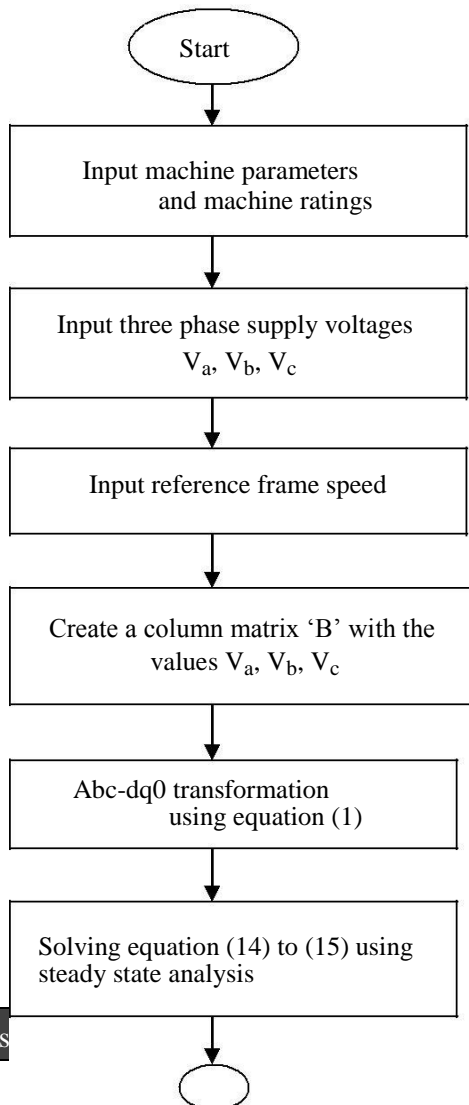 Start
Input machine parameters
and machine ratings
Input three phase supply voltages
Va, Vb, Vc
Input reference frame speed
Create a column matrix ‘B’ with the
values Va, Vb, Vc
Abc-dq0 transformation
using equation (1)
Solving equation (14) to (15) using
steady state analysis
s